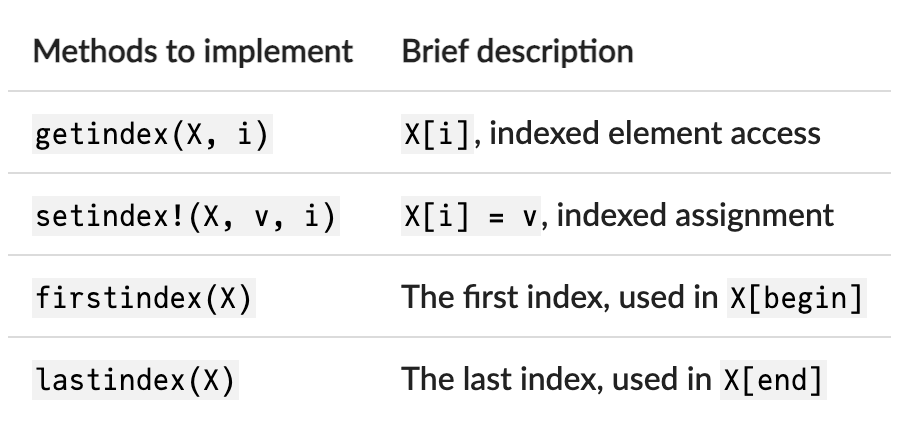 Methods to implement Brief description
getindex(X, i) X[i], indexed element access
setindex!(X, v, i) X[i] = v, indexed assignment
firstindex(X) The first index, used in X[begin]
lastindex(X) The last index, used in X[end]